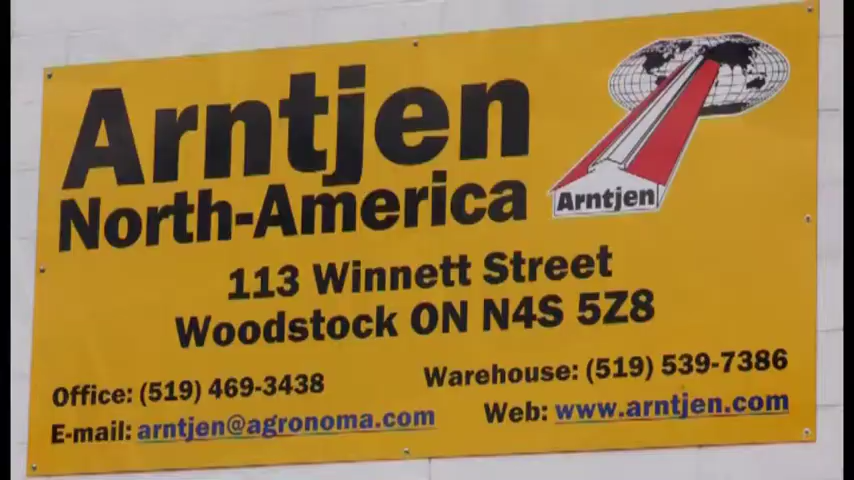 Arntjen
North-America
Arntjen
113 Winnett Street
Woodstock ON N4S 5Z8
Office: (519) 469-3438
Warehouse: (519) 539-7386
E-mail: arntjen@agronoma.com
Web: www.arntjen.com